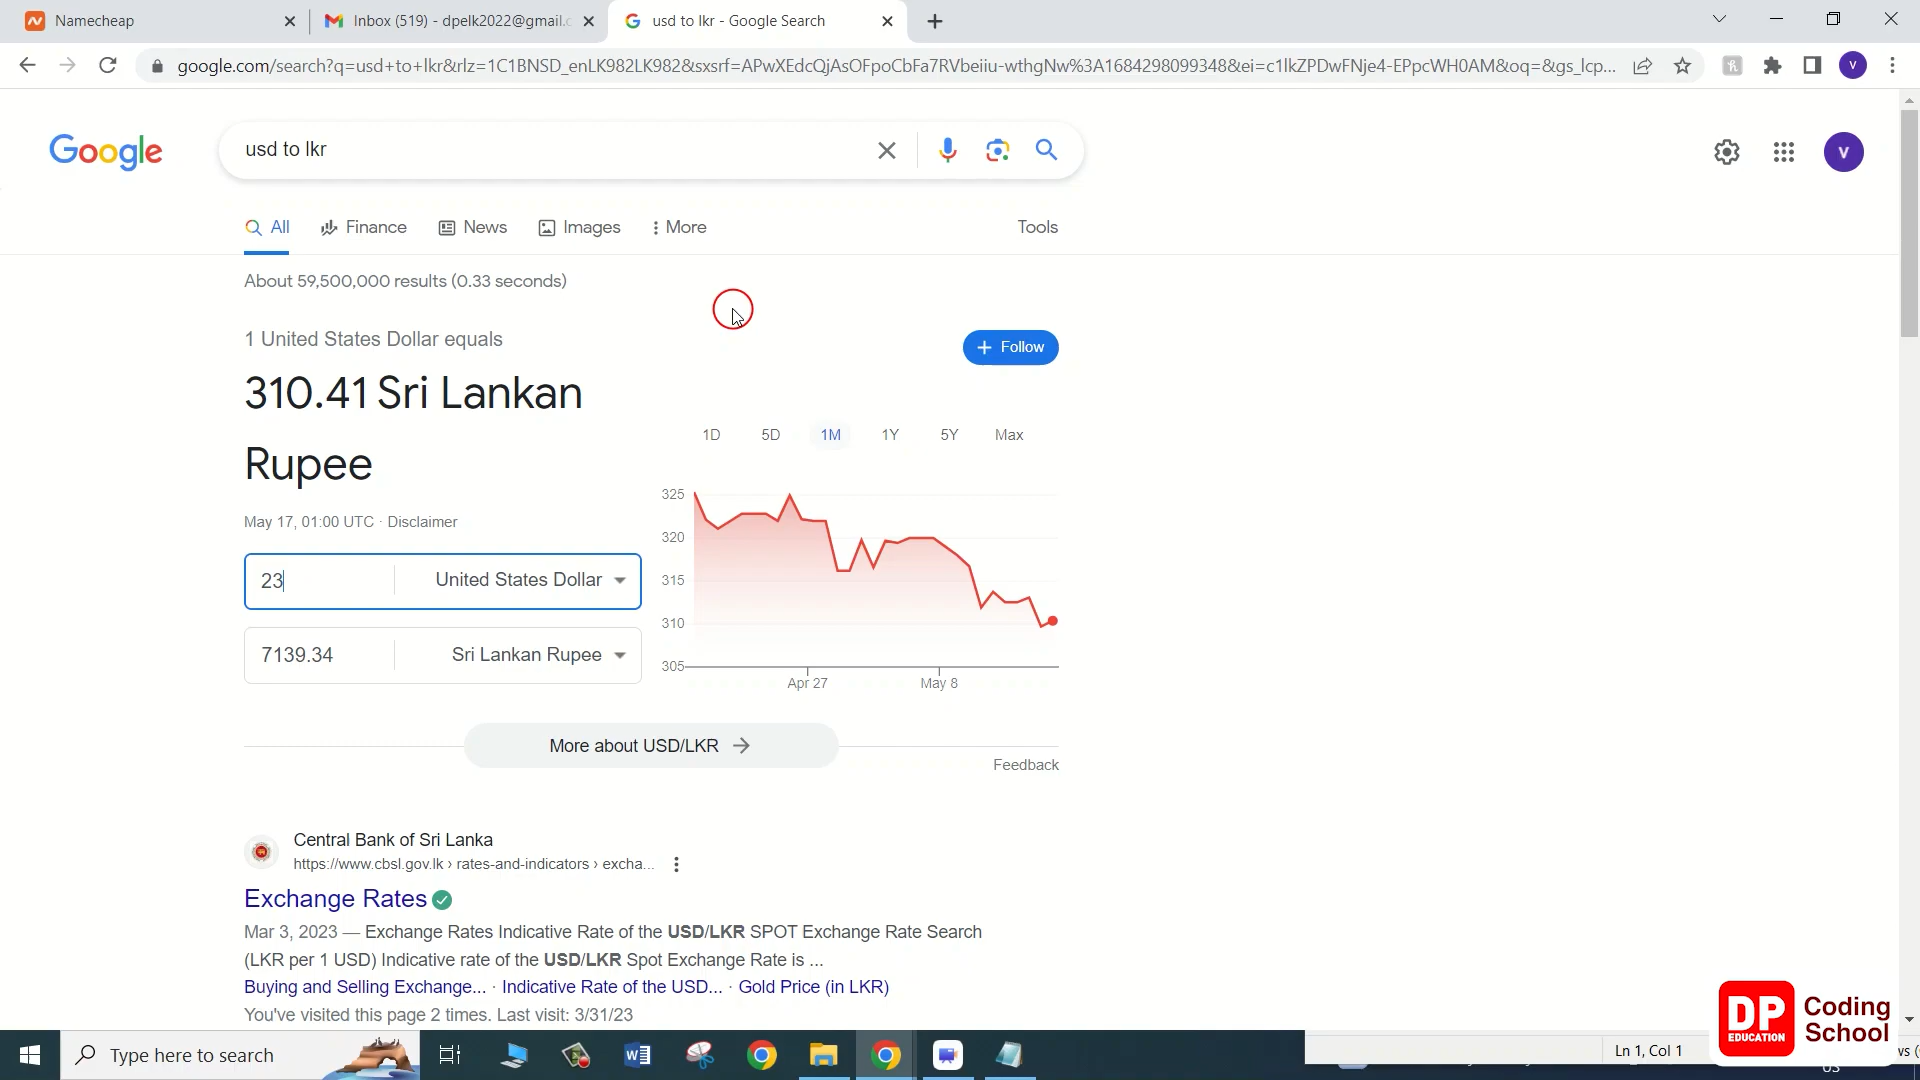 Namecheap
Inbox (519) - dpelk2022@gmail.c
usd to lkr - Google Search
google.com/search?q=usd+to+lkr&rlz=1C1BNSD_enLK982LK982&sxsrf=APwXEdcQjAsOFpoCbFa7RVbeiiu-wthgNw%3A1684298099348&ei=c1lkZPDwFNje4-EPpcWH0AM&oq=&gs_lcp...
V
Google
usd to lkr
V
All
Finance
News
Images
More
Tools
About 59,500,000 results (0.33 seconds)
1 United States Dollar equals
+ Follow
310.41 Sri Lankan
Rupee
1D 5D 1M 1Y 5Y Max
May 17, 01:00 UTC · Disclaimer
23
United States Dollar
7139.34
Sri Lankan Rupee
325
320
315
310
305
Apr 27
May 8
More about USD/LKR
Feedback
Central Bank of Sri Lanka
https://www.cbsl.gov.lk › rates-and-indicators › excha...
Exchange Rates
Mar 3, 2023 — Exchange Rates Indicative Rate of the USD/LKR SPOT Exchange Rate Search
(LKR per 1 USD) Indicative rate of the USD/LKR Spot Exchange Rate is ...
Buying and Selling Exchange... · Indicative Rate of the USD... · Gold Price (in LKR)
You've visited this page 2 times. Last visit: 3/31/23
DP
EDUCATION
Coding
School
Type here to search
Ln 1, Col 1